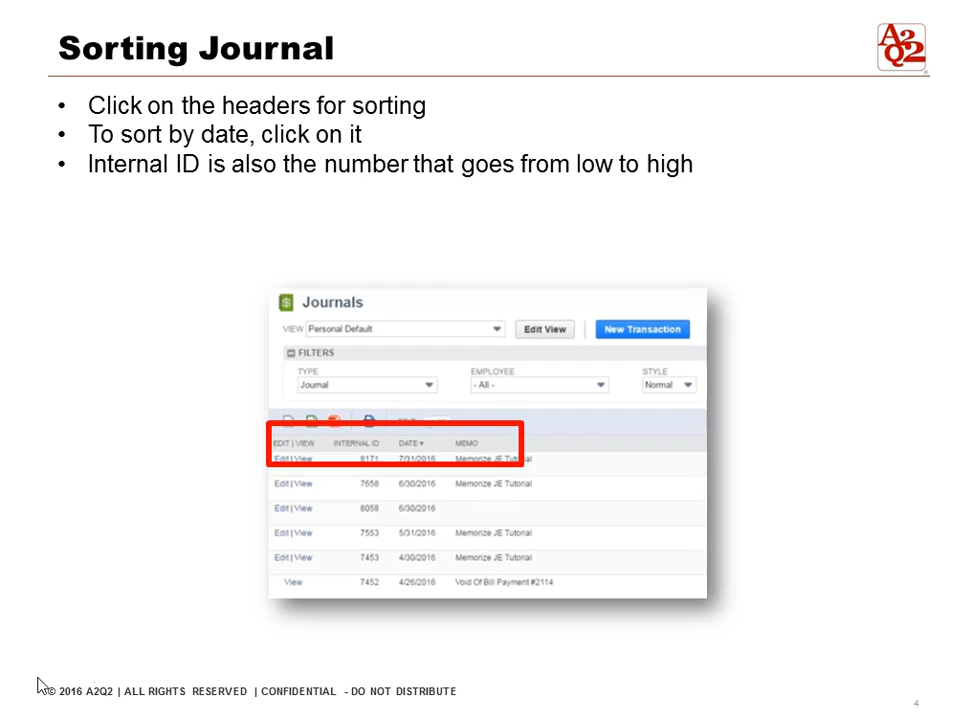 Sorting Journal
A2Q2
• Click on the headers for sorting
• To sort by date, click on it
• Internal ID is also the number that goes from low to high
Journals
VIEW Personal Default Edit View New Transaction
FILTERS
TYPE EMPLOYEE STYLE
Journal - All - Normal
EDIT | VIEW INTERNAL ID DATE ▾ MEMO
Edit | View 8171 7/31/2016 Memorize JE Tutorial
Edit | View 7658 6/30/2016 Memorize JE Tutorial
Edit | View 8058 6/30/2016
Edit | View 7553 5/31/2016 Memorize JE Tutorial
Edit | View 7453 4/30/2016 Memorize JE Tutorial
View 7452 4/26/2016 Void Of Bill Payment #2114
© 2016 A2Q2 | ALL RIGHTS RESERVED | CONFIDENTIAL - DO NOT DISTRIBUTE
4